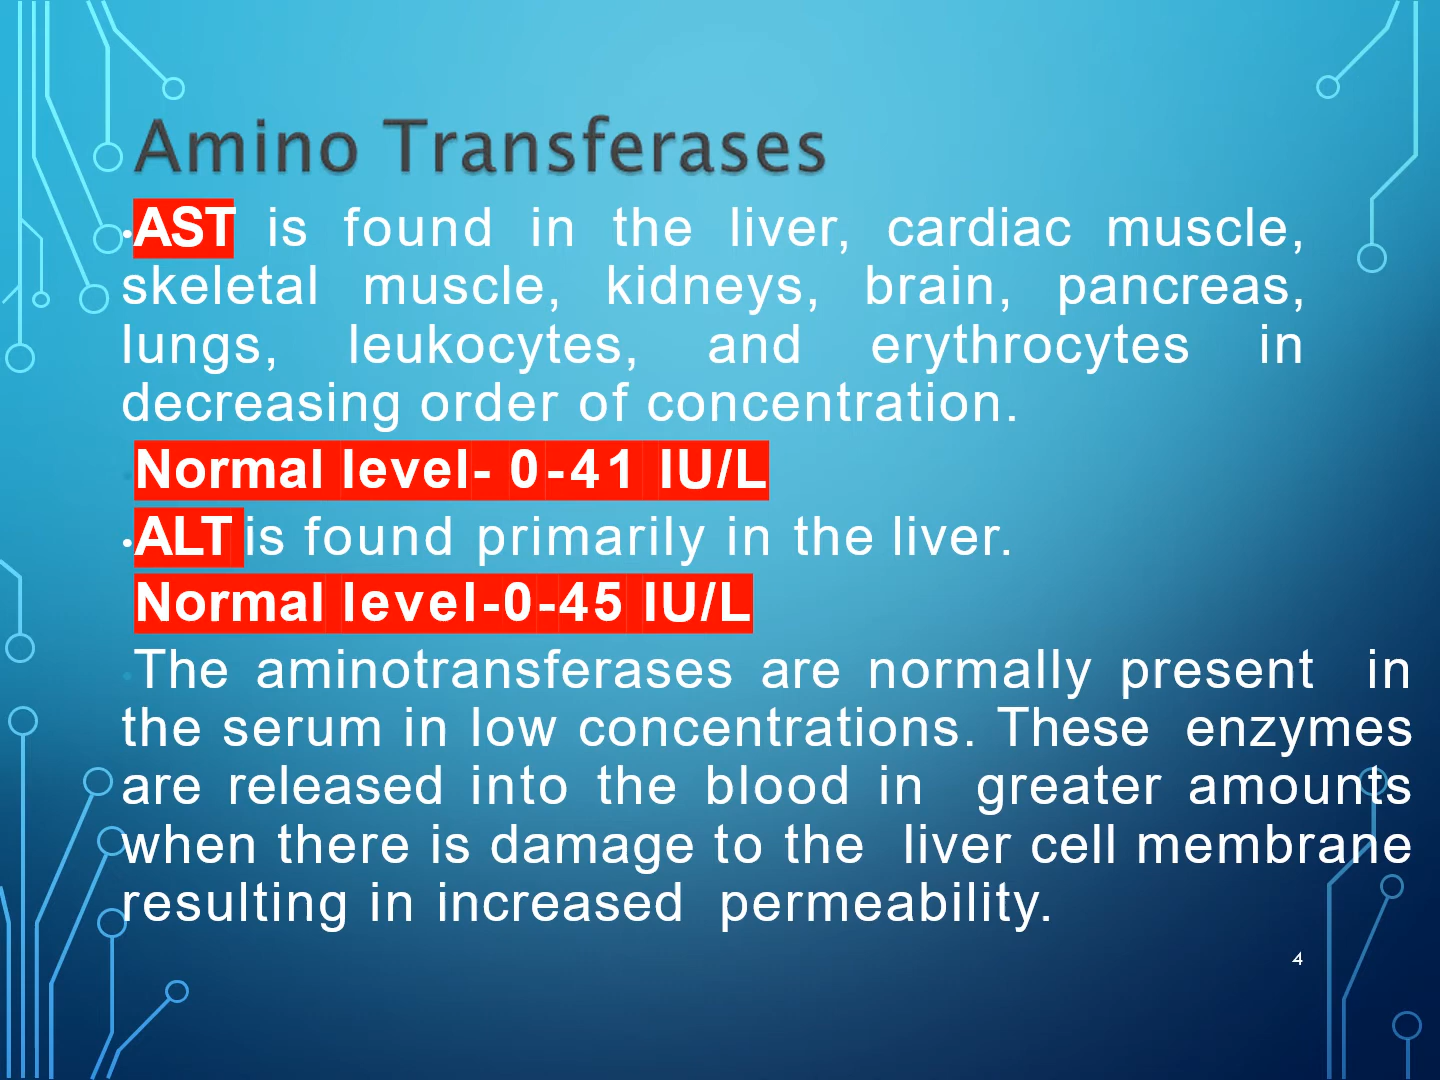 Amino Transferases
•AST is found in the liver, cardiac muscle,
skeletal muscle, kidneys, brain, pancreas,
lungs, leukocytes, and erythrocytes in
decreasing order of concentration.
•Normal level- 0-41 IU/L
•ALT is found primarily in the liver.
Normal level-0-45 IU/L
•The aminotransferases are normally present in
the serum in low concentrations. These enzymes
are released into the blood in greater amounts
when there is damage to the liver cell membrane
resulting in increased permeability.
4